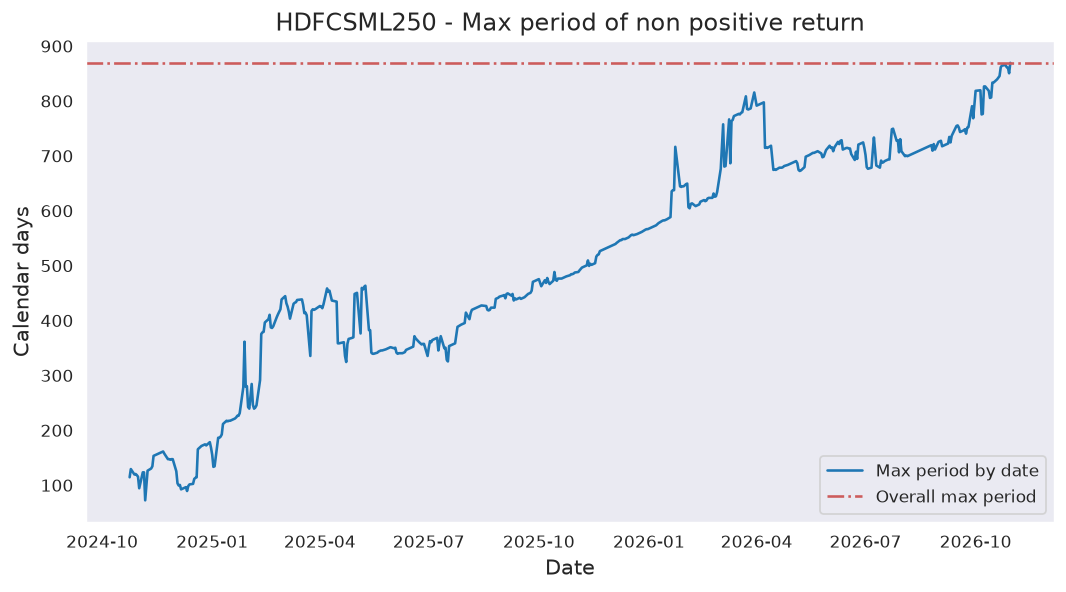 HDFCSML250 - Max period of non positive return
900
800
700
600
500
400
300
200
100
Calendar days
2024-10 2025-01 2025-04 2025-07 2025-10 2026-01 2026-04 2026-07 2026-10
Date
Max period by date
Overall max period